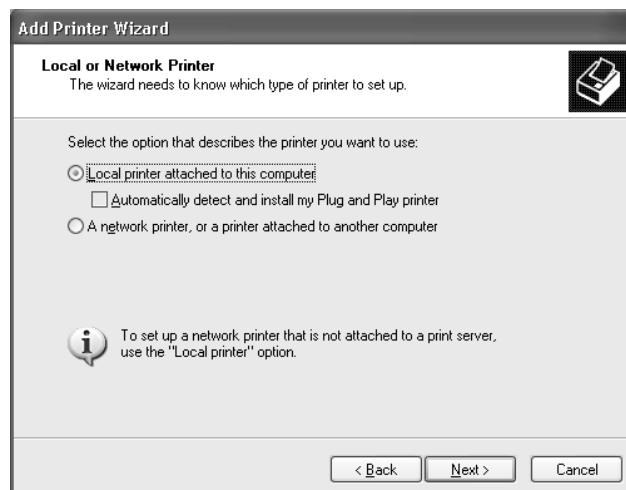 Add Printer Wizard
Local or Network Printer
The wizard needs to know which type of printer to set up.
Select the option that describes the printer you want to use:
Local printer attached to this computer
Automatically detect and install my Plug and Play printer
A network printer, or a printer attached to another computer
To set up a network printer that is not attached to a print server,
use the "Local printer" option.
< Back Next > Cancel